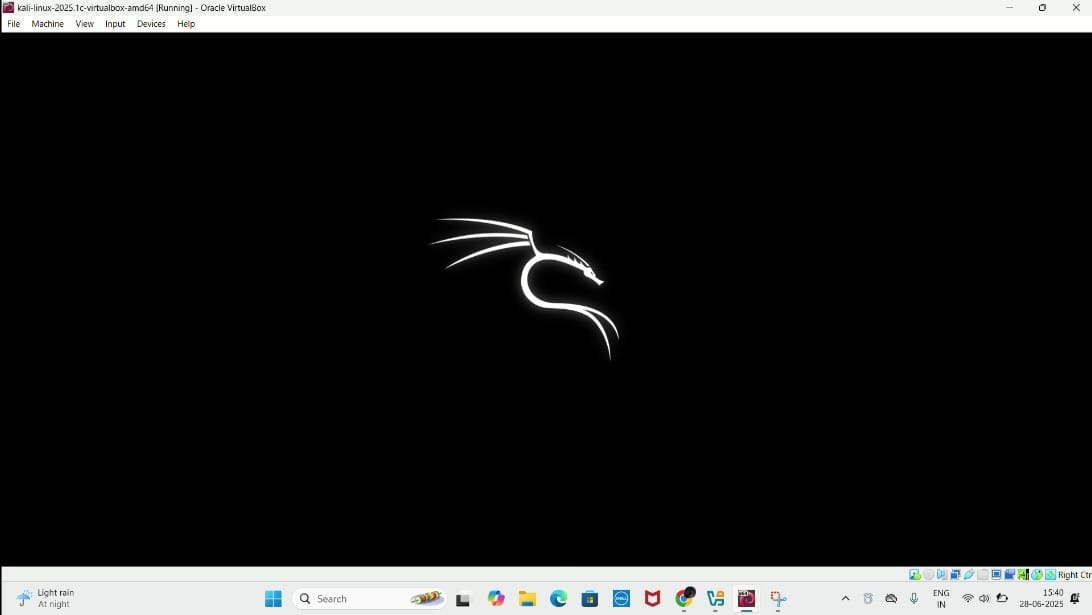 kali-linux-2025.1c-virtualbox-amd64 [Running] - Oracle VirtualBox
File Machine View Input Devices Help
Right Ctr
Light rain
At night
Search
ENG
IN
15:40
28-06-2025